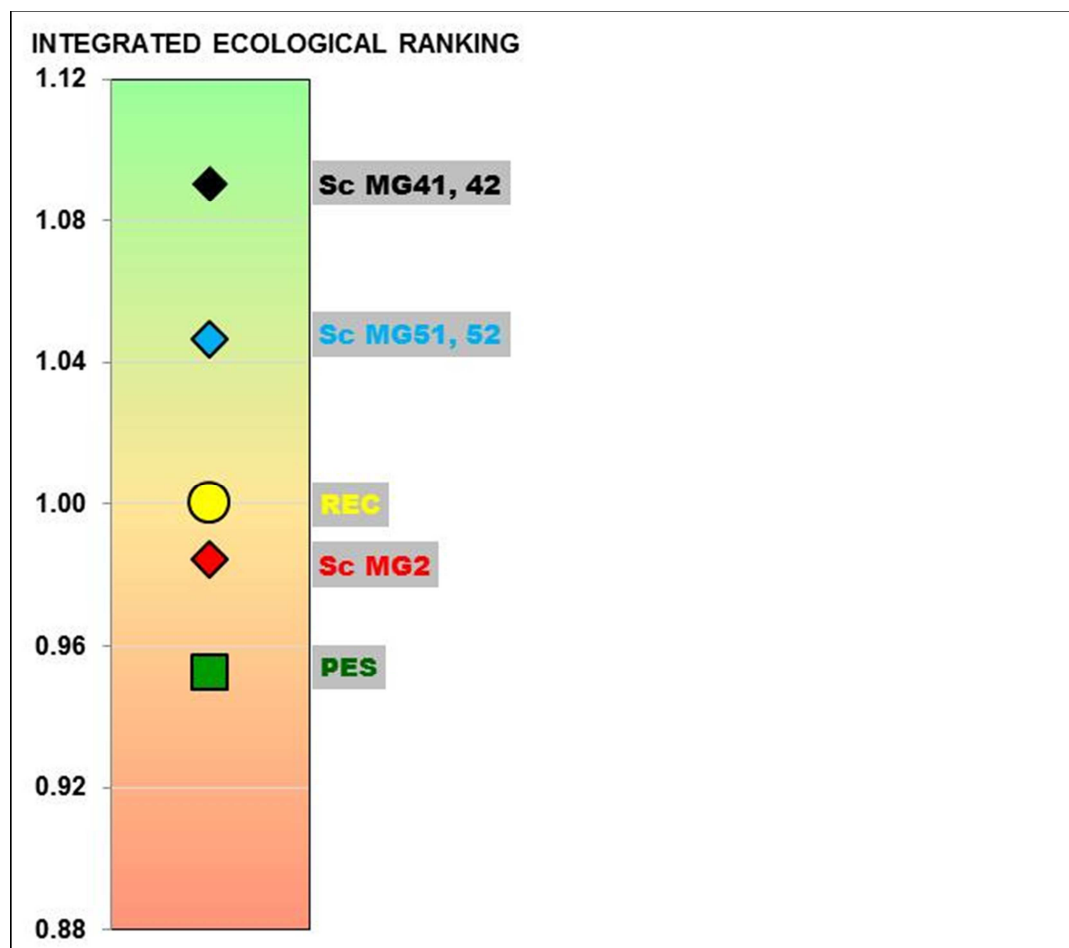 INTEGRATED ECOLOGICAL RANKING
1.12
Sc MG41, 42
1.08
Sc MG51, 52
1.04
1.00
REC
Sc MG2
0.96
PES
0.92
0.88